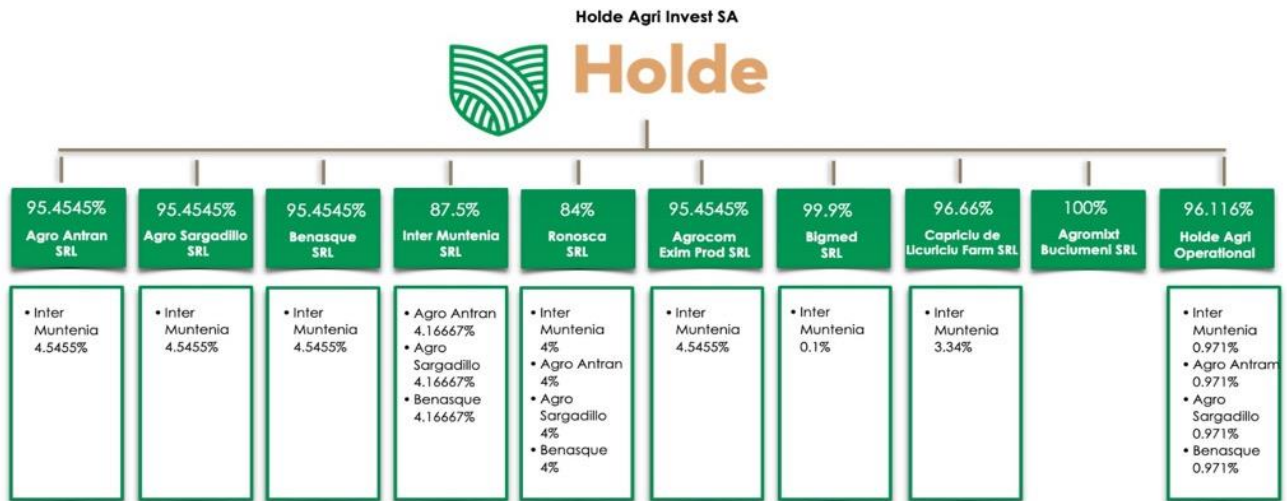 Holde Agri Invest SA
Holde
95.4545%
Agro Antran
SRL
95.4545%
Agro Sargadillo
SRL
95.4545%
Benasque
SRL
87.5%
Inter Muntenia
SRL
84%
Ronosca
SRL
95.4545%
Agrocom
Exim Prod SRL
99.9%
Bigmed
SRL
96.66%
Capriciu de
Licuriciu Farm SRL
100%
Agromixt
Buciumeni SRL
96.116%
Holde Agri
Operational
• Inter
Muntenia
4.5455%
• Inter
Muntenia
4.5455%
• Inter
Muntenia
4.5455%
• Agro Antran
4.16667%
• Agro
Sargadillo
4.16667%
• Benasque
4.16667%
• Inter
Muntenia
4%
• Agro Antran
4%
• Agro
Sargadillo
4%
• Benasque
4%
• Inter
Muntenia
4.5455%
• Inter
Muntenia
0.1%
• Inter
Muntenia
3.34%
• Inter
Muntenia
0.971%
• Agro Antram
0.971%
• Agro
Sargadillo
0.971%
• Benasque
0.971%